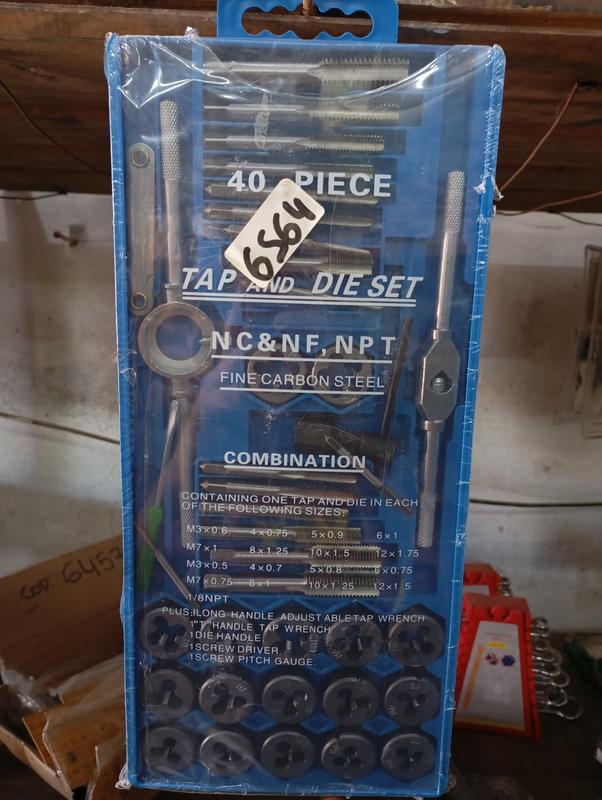 40 PIECE
6564
TAP AND DIE SET
NC&NF, NPT
FINE CARBON STEEL
COMBINATION
CONTAINING ONE TAP AND DIE IN EACH
OF THE FOLLOWING SIZES:
M3×0.6 4×0.75 5×0.9 6×1
M7×1 8×1.25 10×1.5 12×1.75
M3×0.5 4×0.7 5×0.8 6×0.75
M7×0.75 8×1 10×1.25 12×1.5
1/8NPT
PLUS:1LONG HANDLE ADJUSTABLE TAP WRENCH
1"T"HANDLE TAP WRENCH
1DIE HANDLE
1SCREW DRIVER,
1SCREW PITCH GAUGE.
COD. 6457